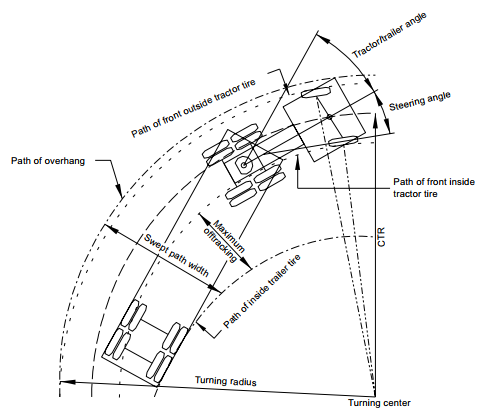 Tractor/trailer angle
Steering angle
Path of front outside tractor tire
Path of overhang
Path of front inside
tractor tire
CTR
Maximum
offtracking
Swept path width
Path of inside trailer tire
Turning radius
Turning center